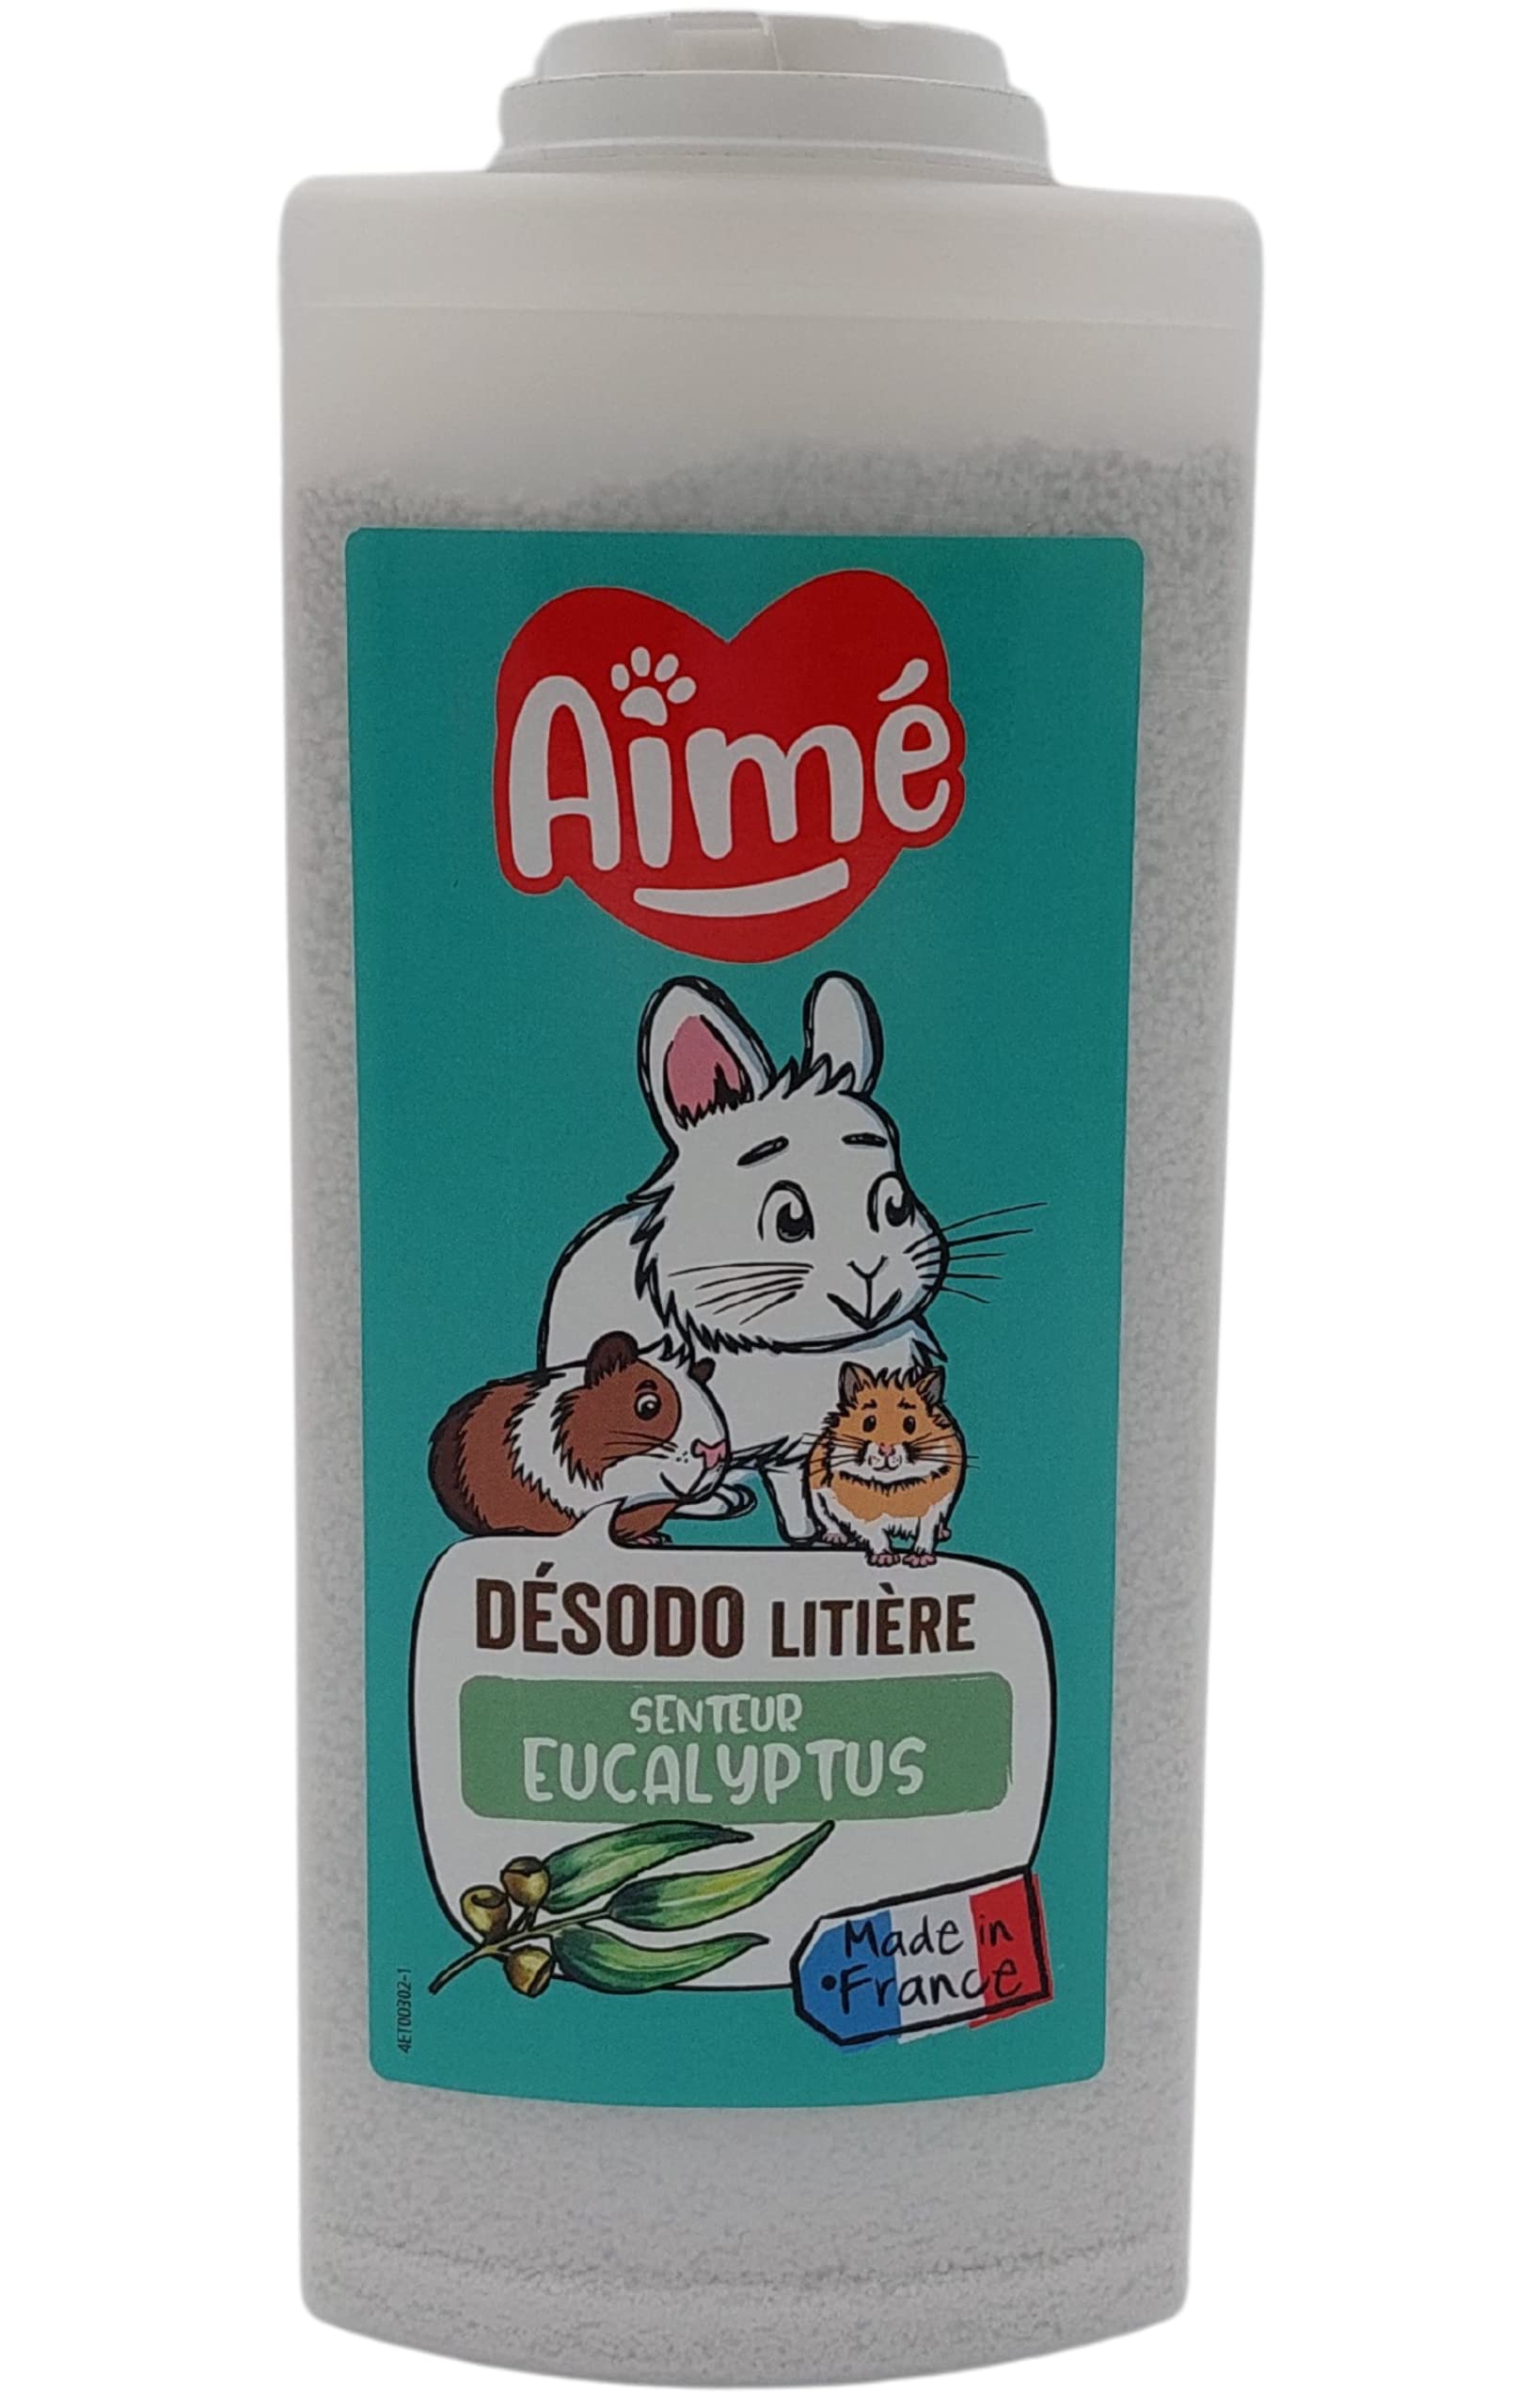 Aimé
DÉSODO LITIÈRE
SENTEUR
EUCALYPTUS
Made in
France
4ET00302-1